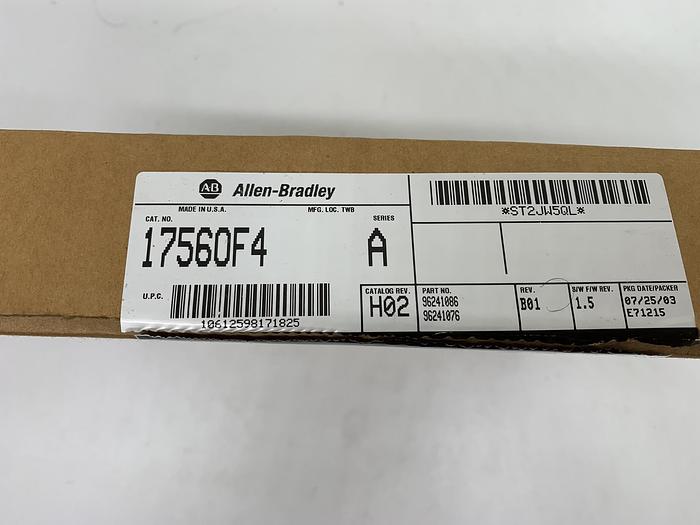 AB Allen-Bradley
MADE IN U.S.A. MFG. LOC. TWB
CAT. NO. SERIES
1756OF4 A
U.P.C.
10612598171825
*ST2JW5QL*
CATALOG REV.
H02
PART NO.
96241086
96241076
REV.
B01
S/W F/W REV.
1.5
PKG DATE/PACKER
07/25/03
E71215